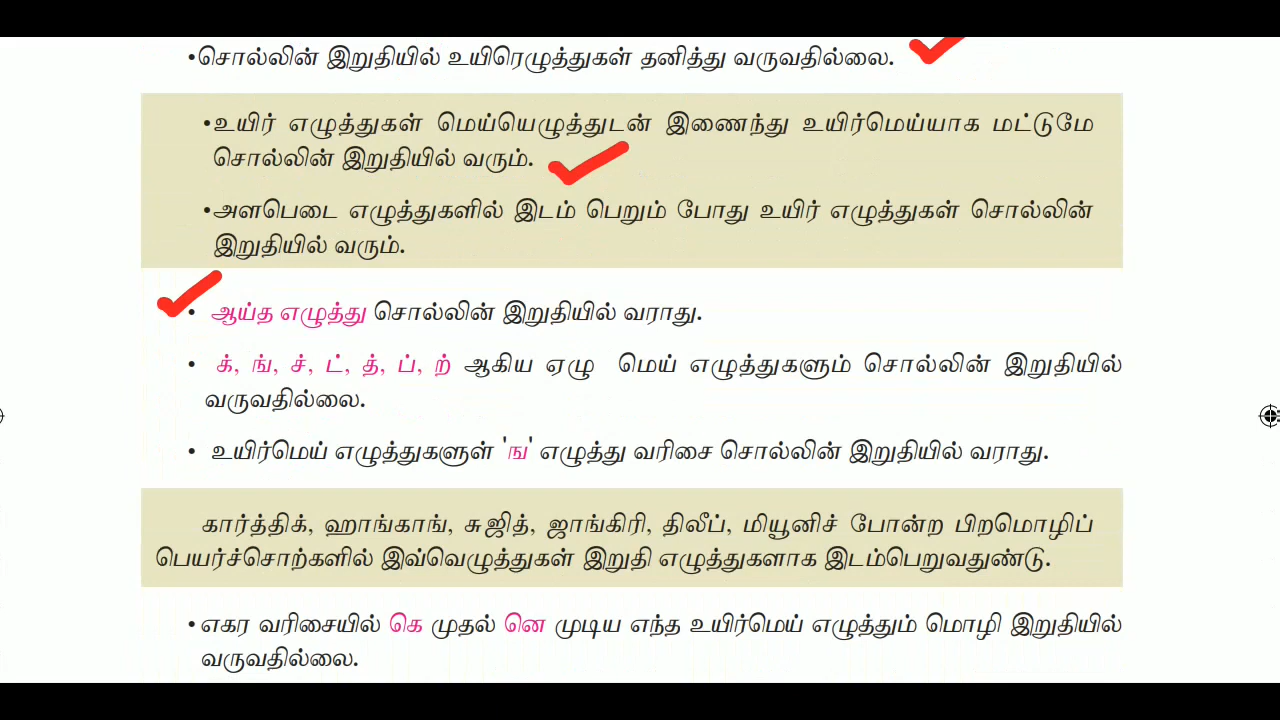 •சொல்லின் இறுதியில் உயிரெழுத்துகள் தனித்து வருவதில்லை.
•உயிர் எழுத்துகள் மெய்யெழுத்துடன் இணைந்து உயிர்மெய்யாக மட்டுமே
சொல்லின் இறுதியில் வரும்.
•அளபெடை எழுத்துகளில் இடம் பெறும் போது உயிர் எழுத்துகள் சொல்லின்
இறுதியில் வரும்.
• ஆய்த எழுத்து சொல்லின் இறுதியில் வராது.
• க், ங், ச், ட், த், ப், ற் ஆகிய ஏழு மெய் எழுத்துகளும் சொல்லின் இறுதியில்
வருவதில்லை.
• உயிர்மெய் எழுத்துகளுள் 'ங' எழுத்து வரிசை சொல்லின் இறுதியில் வராது.
கார்த்திக், ஹாங்காங், சுஜித், ஜாங்கிரி, திலீப், மியூனிச் போன்ற பிறமொழிப்
பெயர்ச்சொற்களில் இவ்வெழுத்துகள் இறுதி எழுத்துகளாக இடம்பெறுவதுண்டு.
•எகர வரிசையில் கெ முதல் னெ முடிய எந்த உயிர்மெய் எழுத்தும் மொழி இறுதியில்
வருவதில்லை.